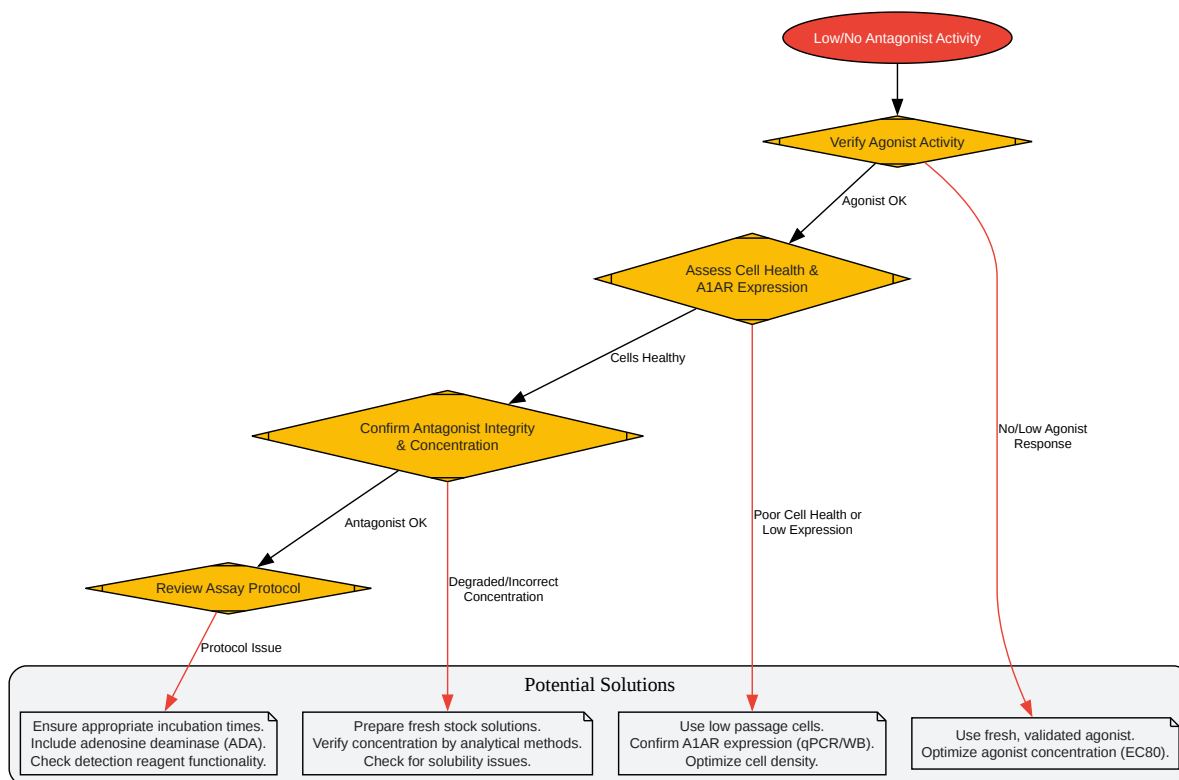 Low/No Antagonist Activity
Verify Agonist Activity
Agonist OK
Assess Cell Health &
A1AR Expression
Cells Healthy
Confirm Antagonist Integrity
& Concentration
No/Low Agonist
Response
Antagonist OK
Poor Cell Health or
Low Expression
Review Assay Protocol
Degraded/Incorrect
Concentration
Protocol Issue
Potential Solutions
Ensure appropriate incubation times.
Include adenosine deaminase (ADA).
Check detection reagent functionality.
Prepare fresh stock solutions.
Verify concentration by analytical methods.
Check for solubility issues.
Use low passage cells.
Confirm A1AR expression (qPCR/WB).
Optimize cell density.
Use fresh, validated agonist.
Optimize agonist concentration (EC80).